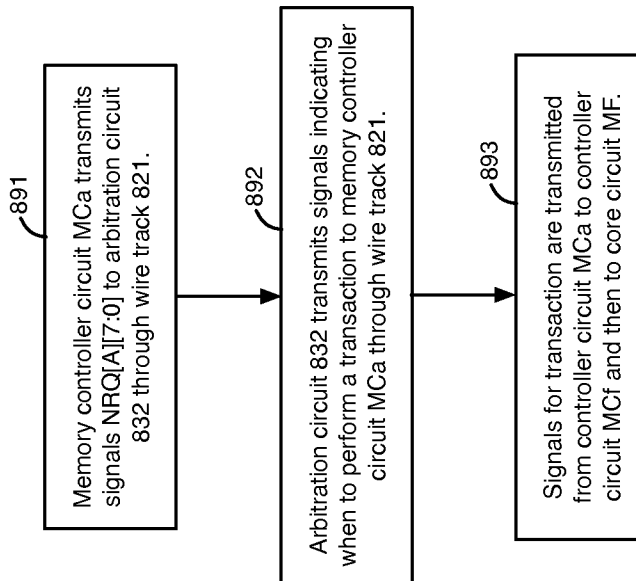 891
Memory controller circuit MCa transmits
signals NRQ[A][7:0] to arbitration circuit
832 through wire track 821.
892
Arbitration circuit 832 transmits signals indicating
when to perform a transaction to memory controller
circuit MCa through wire track 821.
893
Signals for transaction are transmitted
from controller circuit MCa to controller
circuit MCf and then to core circuit MF.